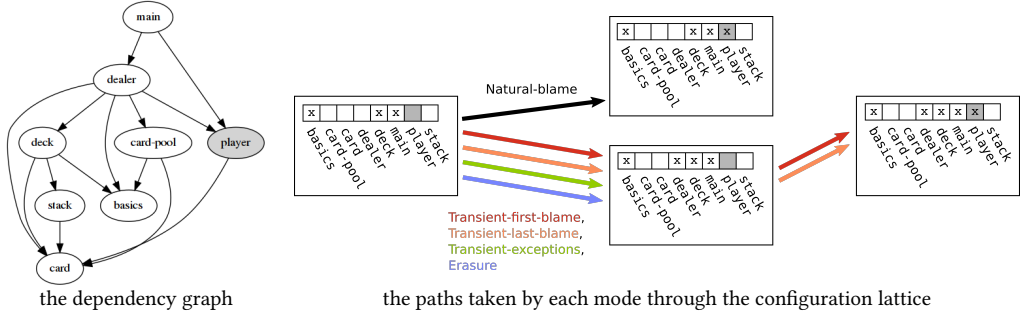 main
dealer
deck
card-pool
player
stack
basics
card
the dependency graph
x x x
basics
card-pool
card
dealer
deck
main
player
stack
Natural-blame
Transient-first-blame,
Transient-last-blame,
Transient-exceptions,
Erasure
x x x x
basics
card-pool
card
dealer
deck
main
player
stack
x x x x
basics
card-pool
card
dealer
deck
main
player
stack
x x x x x
basics
card-pool
card
dealer
deck
main
player
stack
the paths taken by each mode through the configuration lattice